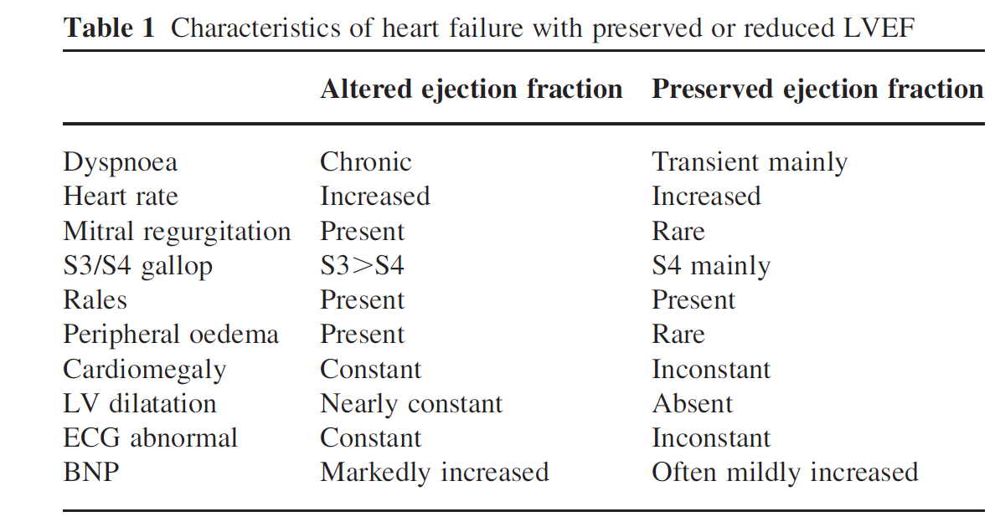 Table 1 Characteristics of heart failure with preserved or reduced LVEF
Altered ejection fraction Preserved ejection fraction
Dyspnoea Chronic Transient mainly
Heart rate Increased Increased
Mitral regurgitation Present Rare
S3/S4 gallop S3>S4 S4 mainly
Rales Present Present
Peripheral oedema Present Rare
Cardiomegaly Constant Inconstant
LV dilatation Nearly constant Absent
ECG abnormal Constant Inconstant
BNP Markedly increased Often mildly increased